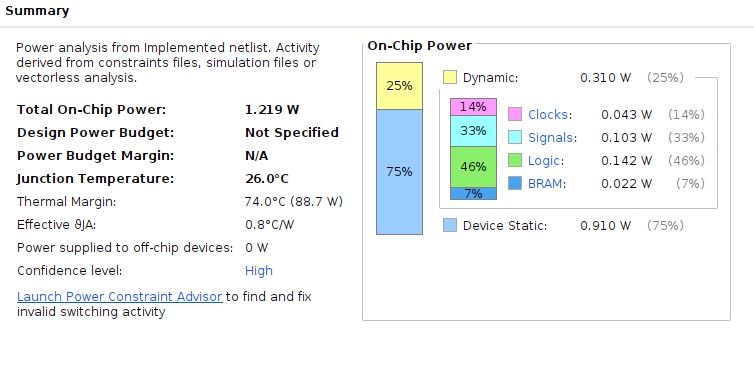 Summary
Power analysis from Implemented netlist. Activity
derived from constraints files, simulation files or
vectorless analysis.
Total On-Chip Power: 1.219 W
Design Power Budget: Not Specified
Power Budget Margin: N/A
Junction Temperature: 26.0°C
Thermal Margin: 74.0°C (88.7 W)
Effective ϑJA: 0.8°C/W
Power supplied to off-chip devices: 0 W
Confidence level: High
Launch Power Constraint Advisor to find and fix
invalid switching activity
On-Chip Power
25%
75%
Dynamic: 0.310 W (25%)
14%
33%
46%
7%
Clocks: 0.043 W (14%)
Signals: 0.103 W (33%)
Logic: 0.142 W (46%)
BRAM: 0.022 W (7%)
Device Static: 0.910 W (75%)